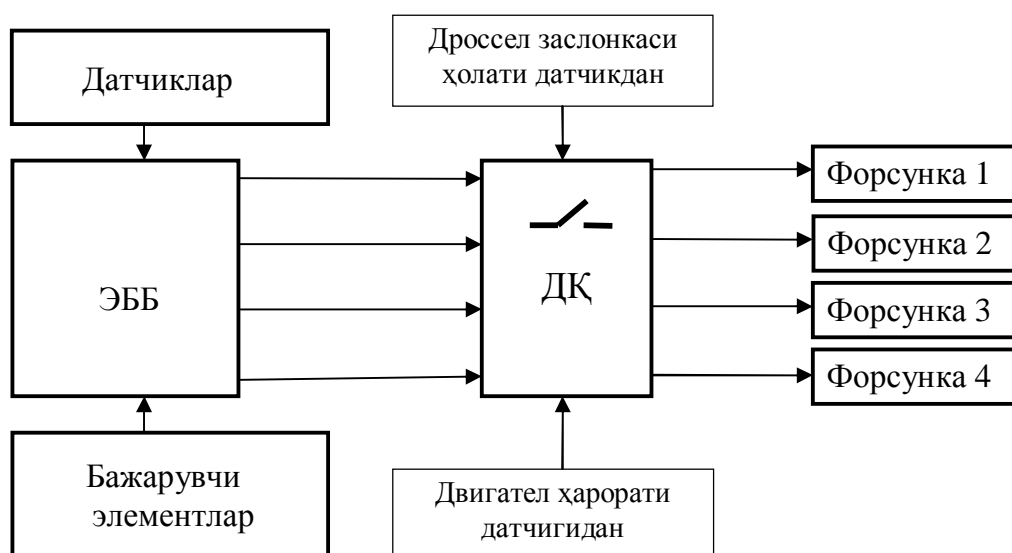 Датчиклар
Дроссел заслонкаси
ҳолати датчикдан
ЭББ
ДҚ
Форсунка 1
Форсунка 2
Форсунка 3
Форсунка 4
Бажарувчи
элементлар
Двигател ҳарорати
датчигидан